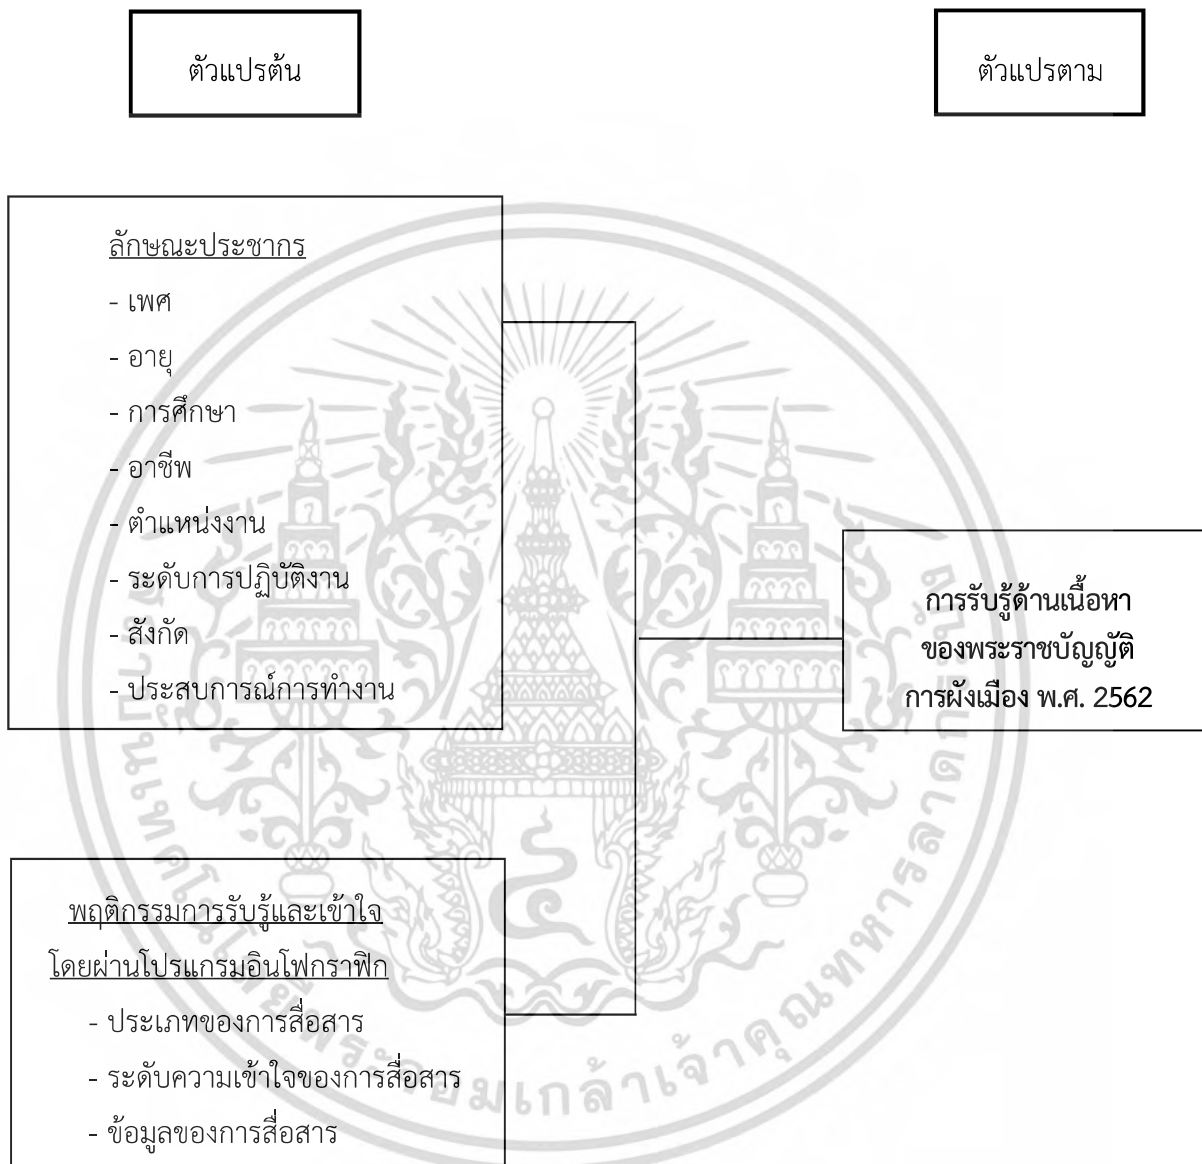 ตัวแปรต้น
ตัวแปรตาม
ลักษณะประชากร
- เพศ
- อายุ
- การศึกษา
- อาชีพ
- ตำแหน่งงาน
- ระดับการปฏิบัติงาน
- สังกัด
- ประสบการณ์การทำงาน
การรับรู้ด้านเนื้อหา
ของพระราชบัญญัติ
การผังเมือง พ.ศ. 2562
พฤติกรรมการรับรู้และเข้าใจ
โดยผ่านโปรแกรมอินโฟกราฟิก
- ประเภทของการสื่อสาร
- ระดับความเข้าใจของการสื่อสาร
- ข้อมูลของการสื่อสาร